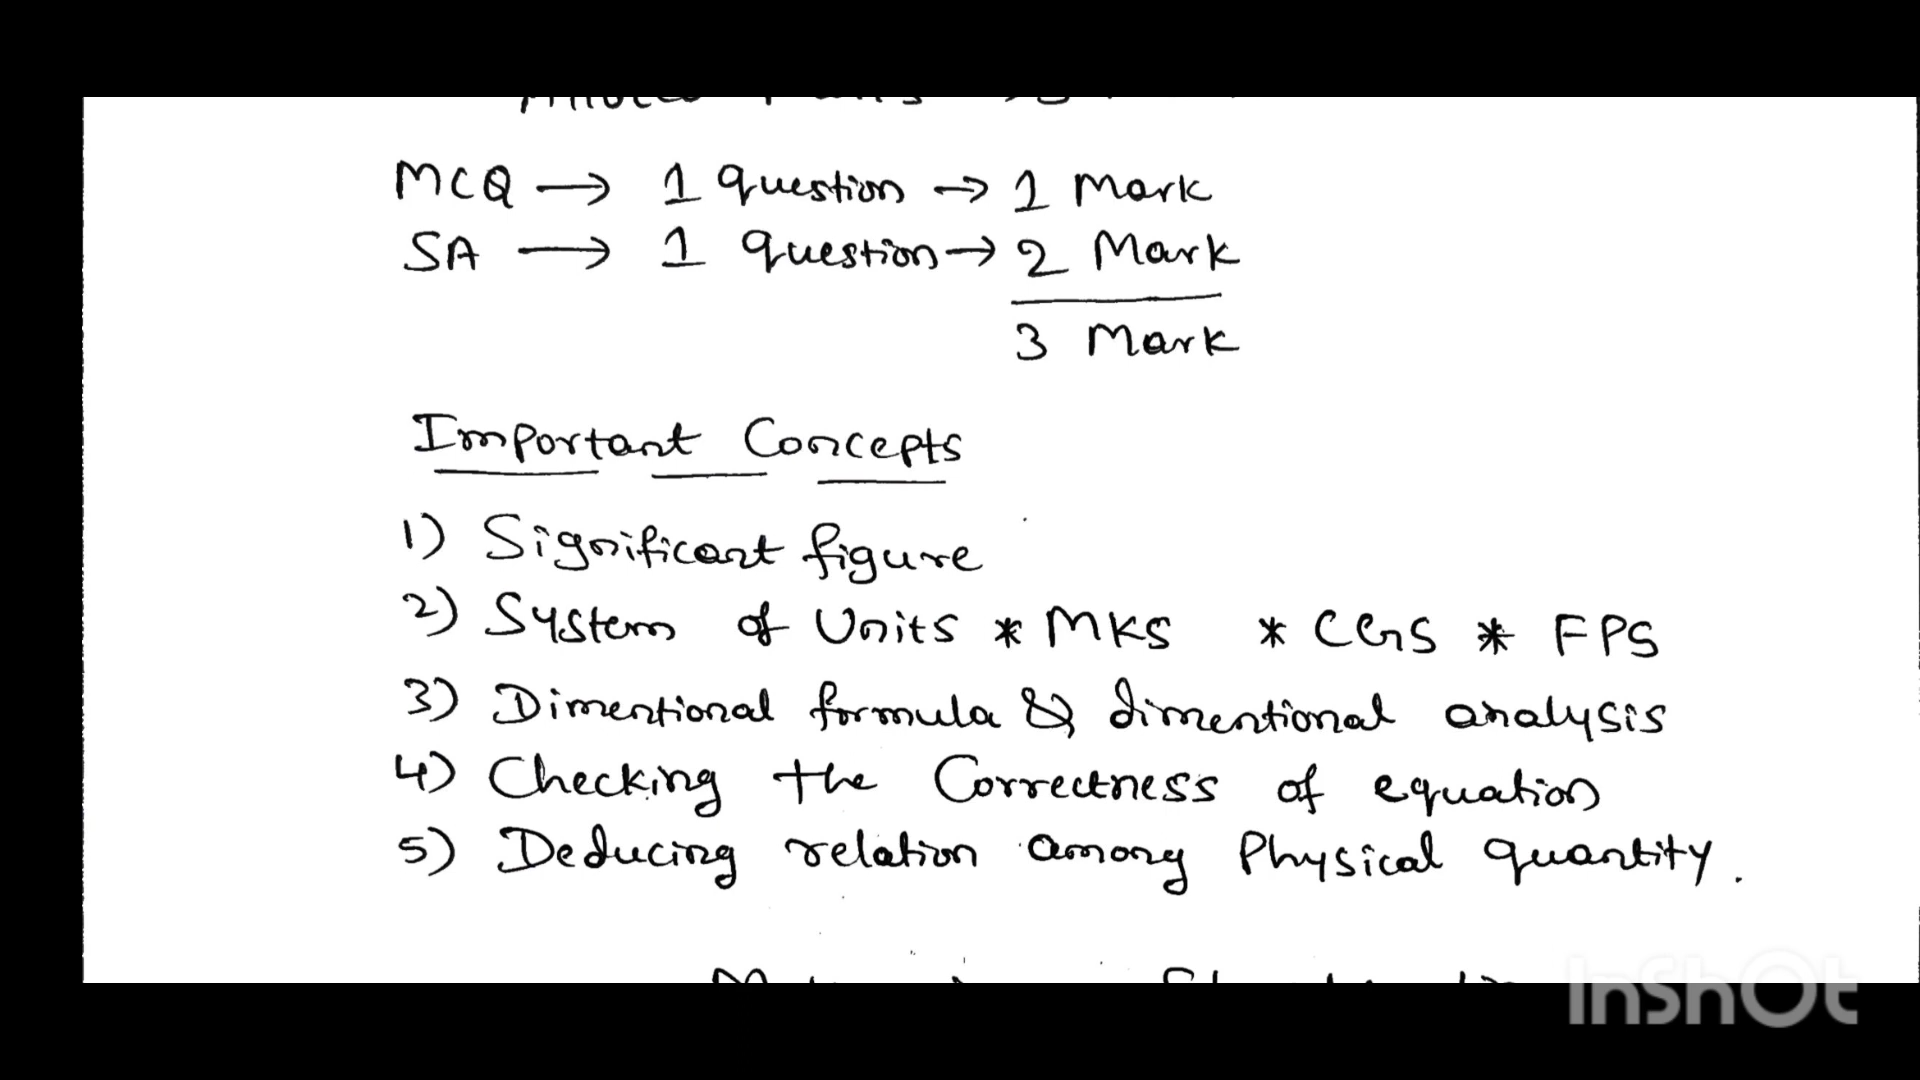 MCQ → 1 question → 1 Mark
SA → 1 question → 2 Mark
3 Mark
Important Concepts
1) Significant figure
2) System of Units * MKS * CGS * FPS
3) Dimentional formula & dimentional analysis
4) Checking the Correctness of equation
5) Deducing relation among Physical quantity.
InShOt